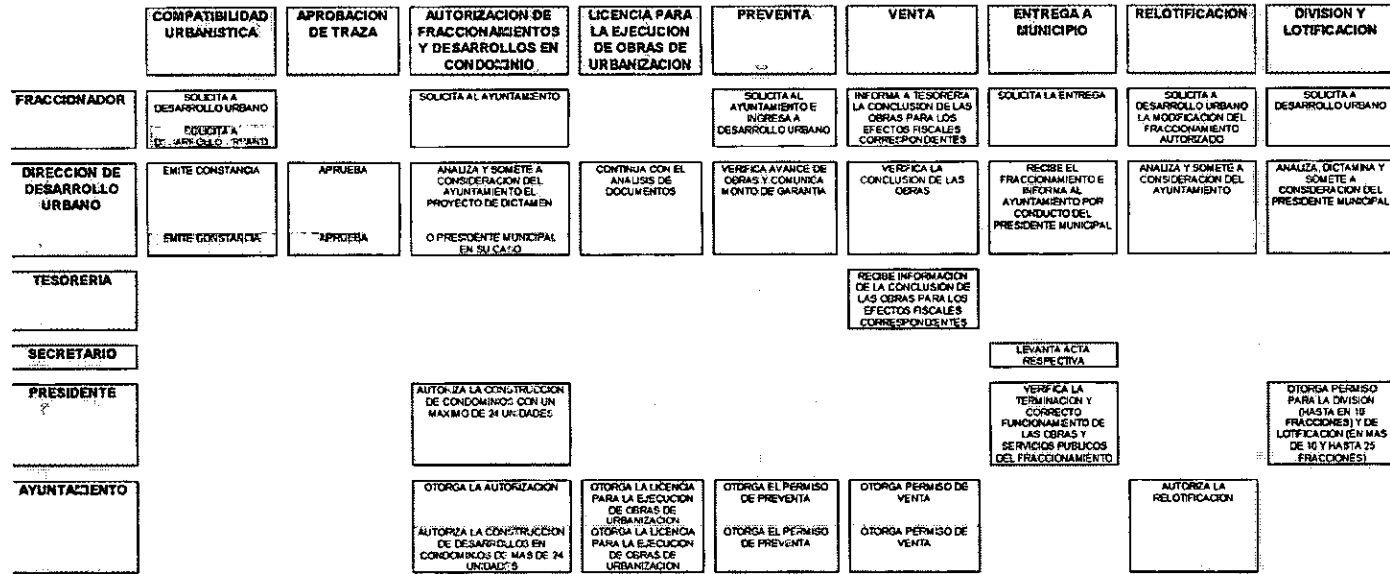 COMPATIBILIDAD
URBANISTICA
APROBACION
DE TRAZA
AUTORIZACION DE
FRACCIONAMIENTOS
Y DESARROLLOS EN
CONDOMINIO
LICENCIA PARA
LA EJECUCION
DE OBRAS DE
URBANIZACION
PREVENTA
VENTA
ENTREGA A
MUNICIPIO
RELOTIFICACION
DIVISION Y
LOTIFICACION
FRACCIONADOR
SOLICITA A
DESARROLLO URBANO
SOLICITA A
DESARROLLO URBANO
SOLICITA AL AYUNTAMIENTO
SOLICITA AL
AYUNTAMIENTO E
INGRESA A
DESARROLLO URBANO
INFORMA A TESORERIA
LA CONCLUSION DE LAS
OBRAS PARA LOS
EFECTOS FISCALES
CORRESPONDIENTES
SOLICITA LA ENTREGA
SOLICITA A
DESARROLLO URBANO
LA MODIFICACION DEL
FRACCIONAMIENTO
AUTORIZADO
SOLICITA A
DESARROLLO URBANO
DIRECCION DE
DESARROLLO
URBANO
EMITE CONSTANCIA
EMITE CONSTANCIA
APRUEBA
APRUEBA
ANALIZA Y SOMETE A
CONSIDERACION DEL
AYUNTAMIENTO EL
PROYECTO DE DICTAMEN
O PRESIDENTE MUNICIPAL
EN SU CASO
CONTINUA CON EL
ANALISIS DE
DOCUMENTOS
VERIFICA AVANCE DE
OBRAS Y COMUNICA
MONTO DE GARANTIA
VERIFICA LA
CONCLUSION DE LAS
OBRAS
RECIBE EL
FRACCIONAMIENTO E
INFORMA AL
AYUNTAMIENTO POR
CONDUCTO DEL
PRESIDENTE MUNICIPAL
ANALIZA Y SOMETE A
CONSIDERACION DEL
AYUNTAMIENTO
ANALIZA, DICTAMINA Y
SOMETE A
CONSIDERACION DEL
PRESIDENTE MUNICIPAL
TESORERIA
RECIBE INFORMACION
DE LA CONCLUSION DE
LAS OBRAS PARA LOS
EFECTOS FISCALES
CORRESPONDENTES
SECRETARIO
LEVANTA ACTA
RESPECTIVA
PRESIDENTE
AUTORIZA LA CONSTRUCCION
DE CONDOMINIOS CON UN
MAXIMO DE 24 UNIDADES
VERIFICA LA
TERMINACION Y
CORRECTO
FUNCIONAMIENTO DE
LAS OBRAS Y
SERVICIOS PUBLICOS
DEL FRACCIONAMIENTO
OTORGA PERMISO
PARA LA DIVISION
(HASTA EN 10
FRACCIONES) Y DE
LOTIFICACION (EN MAS
DE 10 Y HASTA 25
FRACCIONES)
AYUNTAMIENTO
OTORGA LA AUTORIZACION
AUTORIZA LA CONSTRUCCION
DE DESARROLLOS EN
CONDOMINIOS DE MAS DE 24
UNIDADES
OTORGA LA LICENCIA
PARA LA EJECUCION
DE OBRAS DE
URBANIZACION
OTORGA LA LICENCIA
PARA LA EJECUCION
DE OBRAS DE
URBANIZACION
OTORGA EL PERMISO
DE PREVENTA
OTORGA EL PERMISO
DE PREVENTA
OTORGA PERMISO DE
VENTA
OTORGA PERMISO DE
VENTA
AUTORIZA LA
RELOTIFICACION